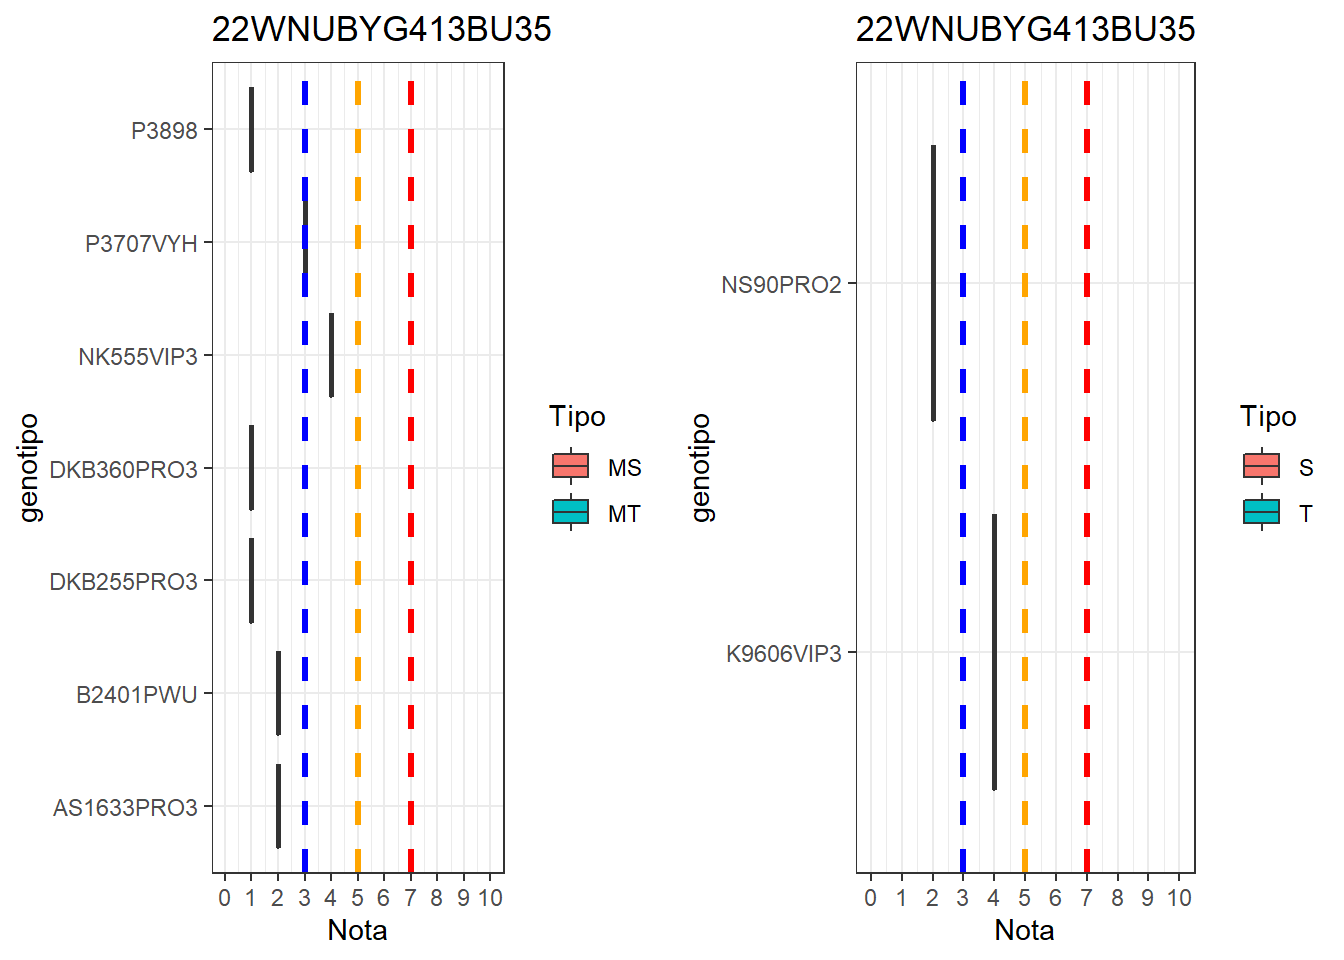 22WNUBYG413BU35
genotipo
P3898
P3707VYH
NK555VIP3
DKB360PRO3
DKB255PRO3
B2401PWU
AS1633PRO3
0 1 2 3 4 5 6 7 8 9 10
Nota
Tipo
MS
MT
22WNUBYG413BU35
genotipo
NS90PRO2
K9606VIP3
0 1 2 3 4 5 6 7 8 9 10
Nota
Tipo
S
T